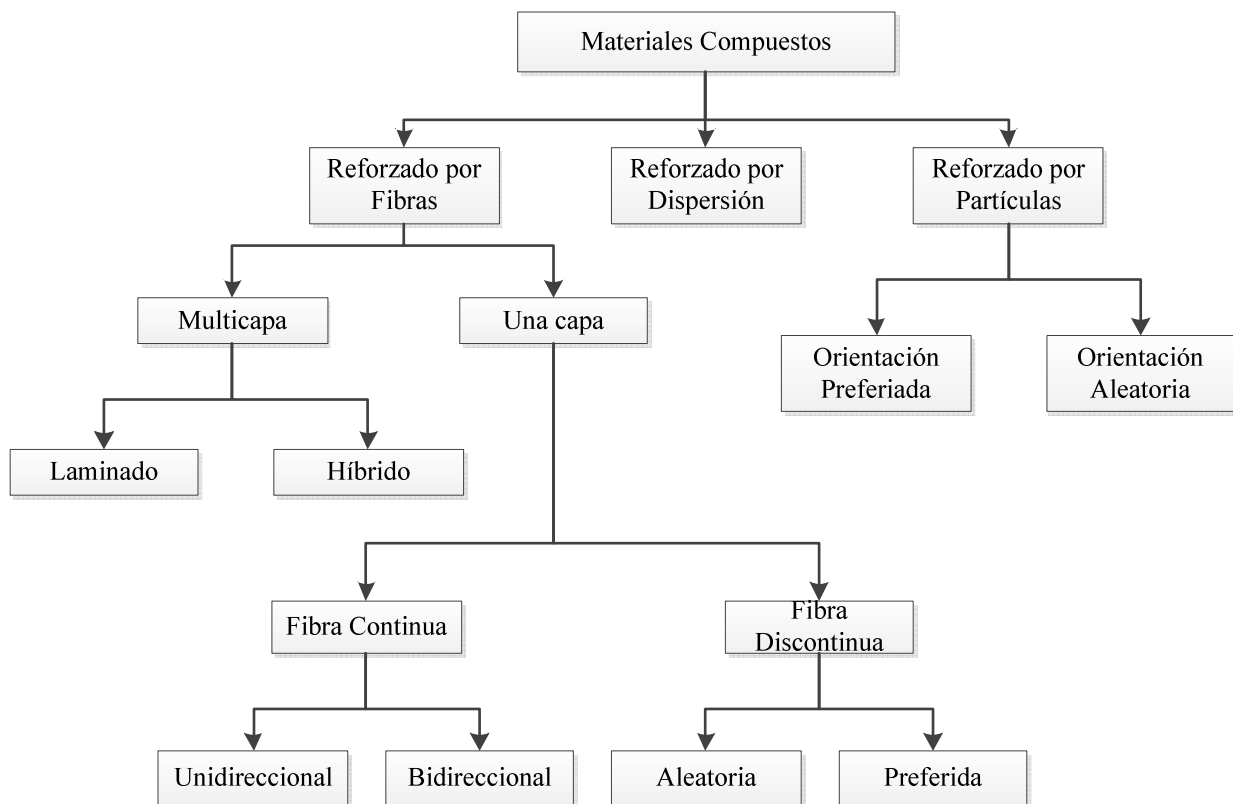 Materiales Compuestos
Reforzado por
Fibras
Reforzado por
Dispersión
Reforzado por
Partículas
Multicapa
Una capa
Orientación
Preferiada
Orientación
Aleatoria
Laminado
Híbrido
Fibra Continua
Fibra
Discontinua
Unidireccional
Bidireccional
Aleatoria
Preferida